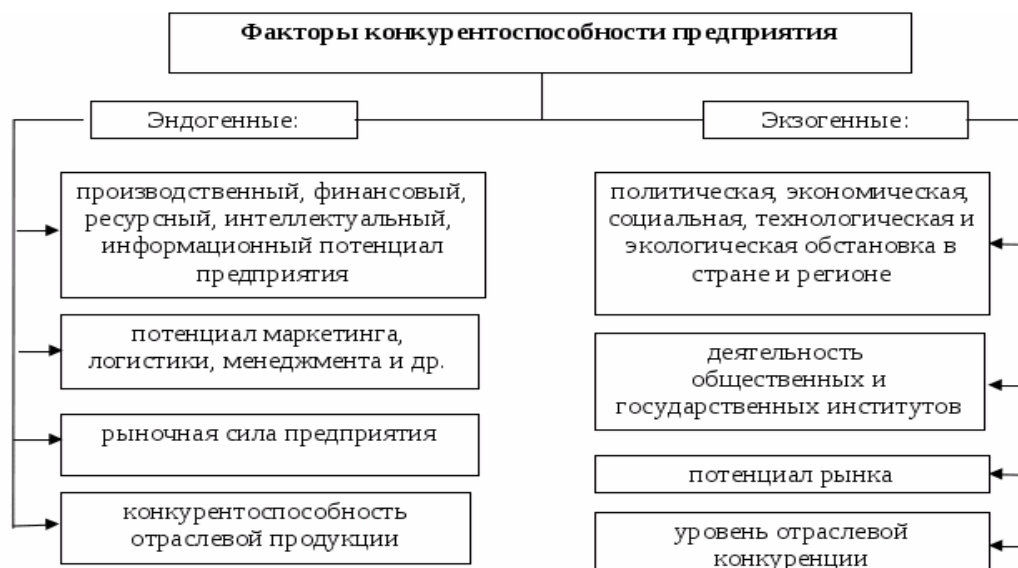 Факторы конкурентоспособности предприятия
Эндогенные:
производственный, финансовый,
ресурсный, интеллектуальный,
информационный потенциал
предприятия
потенциал маркетинга,
логистики, менеджмента и др.
рыночная сила предприятия
конкурентоспособность
отраслевой продукции
Экзогенные:
политическая, экономическая,
социальная, технологическая и
экологическая обстановка в
стране и регионе
деятельность
общественных и
государственных институтов
потенциал рынка
уровень отраслевой
конкуренции